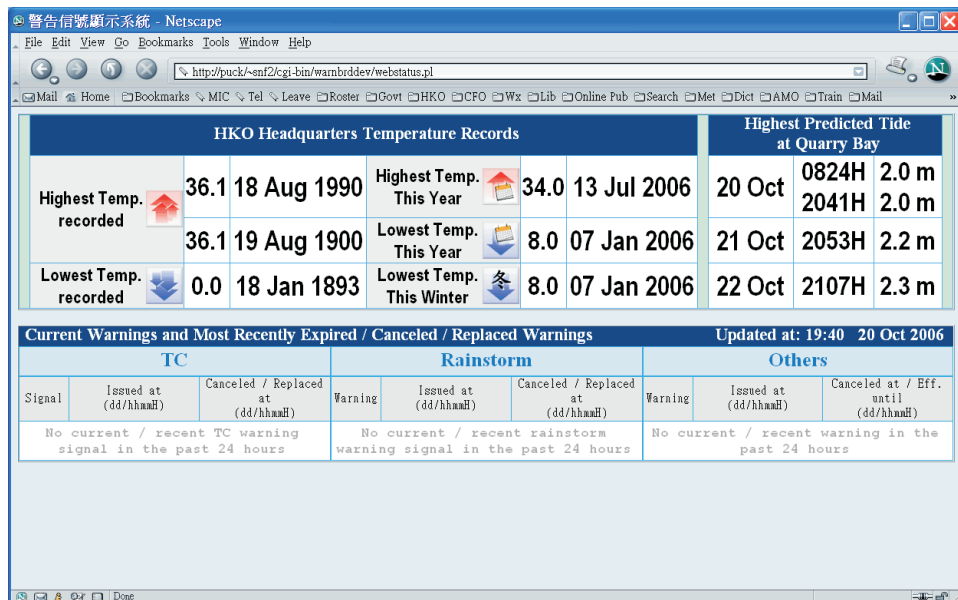 警告信號顯示系統 - Netscape
File Edit View Go Bookmarks Tools Window Help
http://puck/~snf2/cgi-bin/warnbrddev/webstatus.pl
Mail Home Bookmarks MIC Tel Leave Roster Govt HKO CFO Wx Lib Online Pub Search Met Dict AMO Train Mail »
HKO Headquarters Temperature Records
Highest Temp. recorded
36.1 18 Aug 1990
36.1 19 Aug 1900
Highest Temp. This Year
34.0 13 Jul 2006
Lowest Temp. This Year
8.0 07 Jan 2006
Lowest Temp. recorded
0.0 18 Jan 1893
Lowest Temp. This Winter
冬
8.0 07 Jan 2006
Highest Predicted Tide
at Quarry Bay
20 Oct 0824H 2.0 m
2041H 2.0 m
21 Oct 2053H 2.2 m
22 Oct 2107H 2.3 m
Current Warnings and Most Recently Expired / Canceled / Replaced Warnings Updated at: 19:40 20 Oct 2006
TC Rainstorm Others
Signal
Issued at
(dd/hhmmH)
Canceled / Replaced
at
(dd/hhmmH)
Warning
Issued at
(dd/hhmmH)
Canceled / Replaced
at
(dd/hhmmH)
Warning
Issued at
(dd/hhmmH)
Canceled at / Eff.
until
(dd/hhmmH)
No current / recent TC warning
signal in the past 24 hours
No current / recent rainstorm
warning signal in the past 24 hours
No current / recent warning in the
past 24 hours
Done